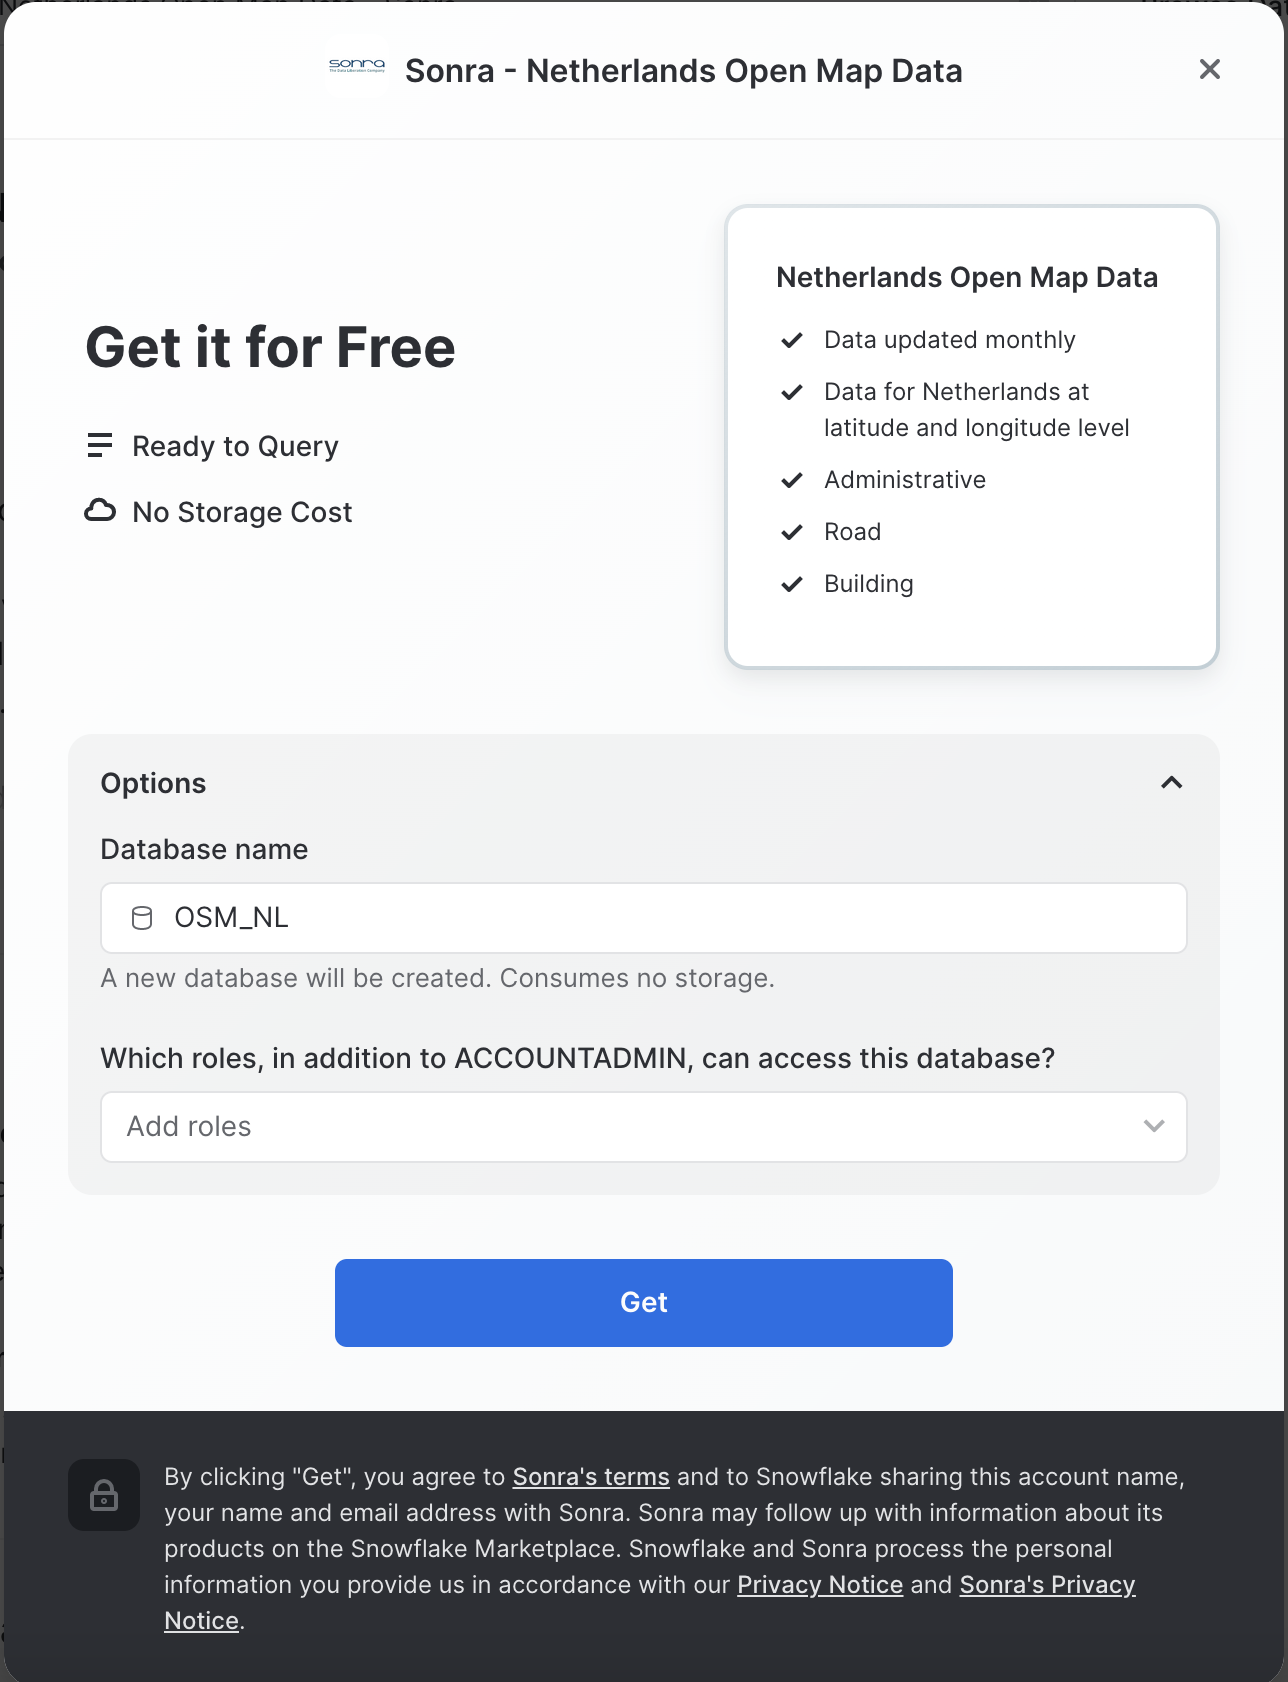 sonra
Sonra - Netherlands Open Map Data
Get it for Free
Ready to Query
No Storage Cost
Netherlands Open Map Data
Data updated monthly
Data for Netherlands at
latitude and longitude level
Administrative
Road
Building
Options
Database name
OSM_NL
A new database will be created. Consumes no storage.
Which roles, in addition to ACCOUNTADMIN, can access this database?
Add roles
Get
By clicking "Get", you agree to Sonra's terms and to Snowflake sharing this account name,
your name and email address with Sonra. Sonra may follow up with information about its
products on the Snowflake Marketplace. Snowflake and Sonra process the personal
information you provide us in accordance with our Privacy Notice and Sonra's Privacy
Notice.